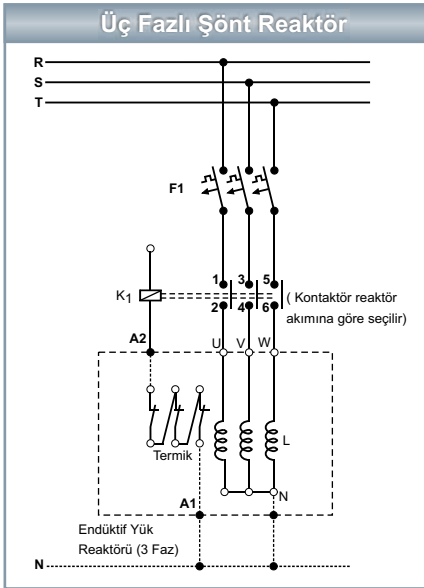 Üç Fazlı Şönt Reaktör
R
S
T
F1
1 3 5
K1
2 4 6
( Kontaktör reaktör
akımına göre seçilir)
A2
U V W
L
Termik
N
A1
Endüktif Yük
Reaktörü (3 Faz)
N